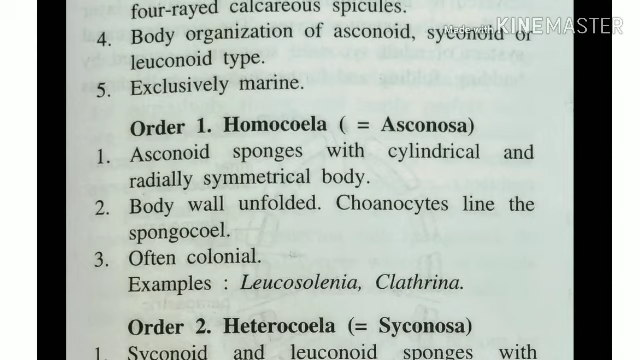 four-rayed calcareous spicules.
4. Body organization of asconoid, syconoid or
leuconoid type.
5. Exclusively marine.
Order 1. Homocoela ( = Asconosa)
1. Asconoid sponges with cylindrical and
radially symmetrical body.
2. Body wall unfolded. Choanocytes line the
spongocoel.
3. Often colonial.
Examples : Leucosolenia, Clathrina.
Order 2. Heterocoela (= Syconosa)
1. Syconoid and leuconoid sponges with
Made with KINEMASTER